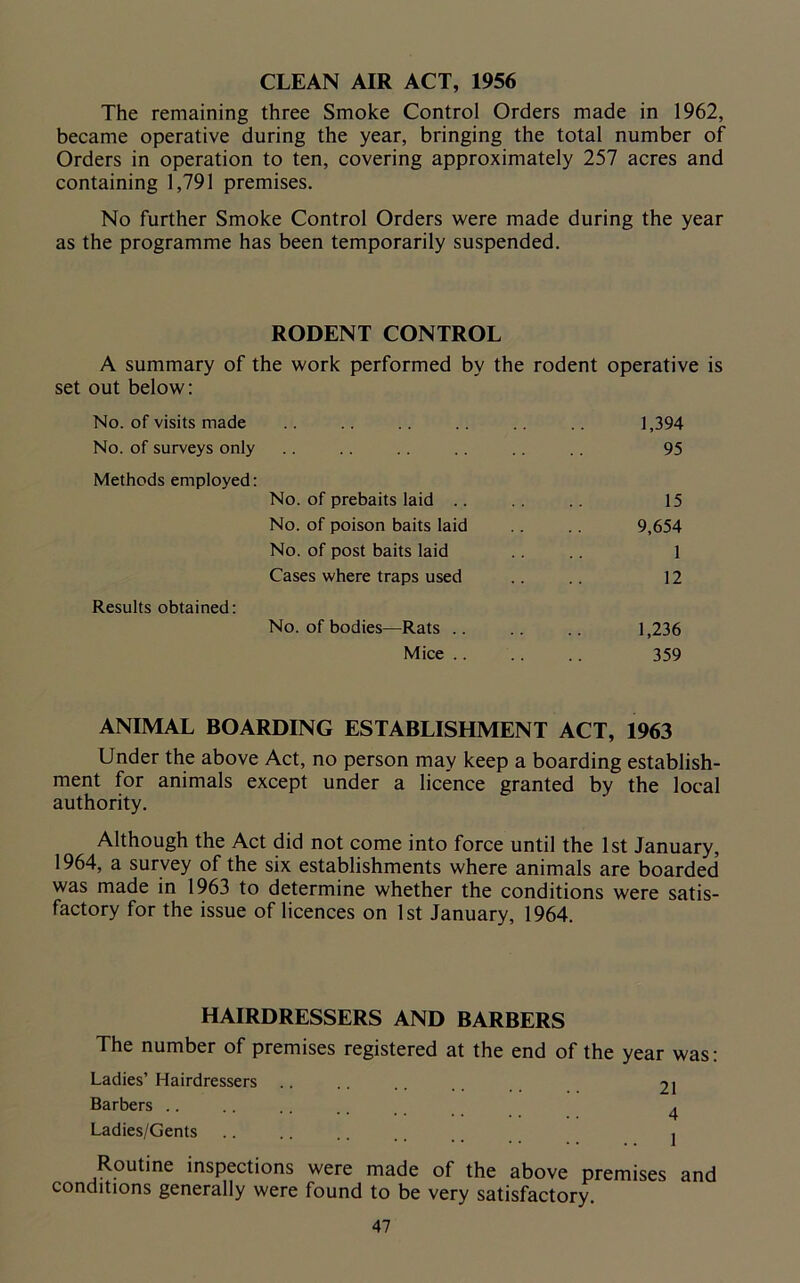 CLEAN AIR ACT, 1956
The remaining three Smoke Control Orders made in 1962,
became operative during the year, bringing the total number of
Orders in operation to ten, covering approximately 257 acres and
containing 1,791 premises.
No further Smoke Control Orders were made during the year
as the programme has been temporarily suspended.
RODENT CONTROL
A summary of the work performed by the rodent operative is
set out below:
No. of visits made .. .. .. .. .. .. 1,394
No. of surveys only .. .. .. .. .. .. 95
Methods employed:
No. of prebaits laid .. .. .. 15
No. of poison baits laid .. .. 9,654
No. of post baits laid .. .. 1
Cases where traps used .. .. 12
Results obtained:
No. of bodies—Rats .. .. .. 1,236
Mice .. .. .. 359
ANIMAL BOARDING ESTABLISHMENT ACT, 1963
Under the above Act, no person may keep a boarding establish-
ment for animals except under a licence granted by the local
authority.
Although the Act did not come into force until the 1st January,
1964, a survey of the six establishments where animals are boarded
was made in 1963 to determine whether the conditions were satis-
factory for the issue of licences on 1st January, 1964.
HAIRDRESSERS AND BARBERS
The number of premises registered at the end of the year was:
Ladies' Hairdressers .. .. .. .. .. .. 21
Barbers .. .. .. .. .. .. .. .. 4
Ladies/Gents .. .. .. .. .. .. .. .. 1
Routine inspections were made of the above premises and
conditions generally were found to be very satisfactory.
47